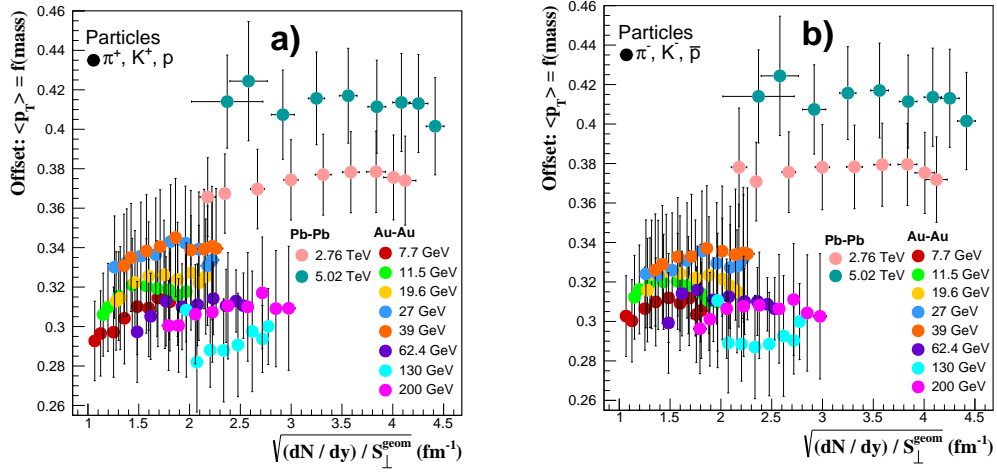 Offset: <p_T> = f(mass)
0.46
0.44
0.42
0.4
0.38
0.36
0.34
0.32
0.3
0.28
0.26
a)
Particles
π⁺, K⁺, p
Pb-Pb
2.76 TeV
5.02 TeV
Au-Au
7.7 GeV
11.5 GeV
19.6 GeV
27 GeV
39 GeV
62.4 GeV
130 GeV
200 GeV
1 1.5 2 2.5 3 3.5 4 4.5
√(dN / dy) / S⊥^geom (fm⁻¹)
Offset: <p_T> = f(mass)
0.46
0.44
0.42
0.4
0.38
0.36
0.34
0.32
0.3
0.28
0.26
b)
Particles
π⁻, K⁻, p̅
Pb-Pb
2.76 TeV
5.02 TeV
Au-Au
7.7 GeV
11.5 GeV
19.6 GeV
27 GeV
39 GeV
62.4 GeV
130 GeV
200 GeV
1 1.5 2 2.5 3 3.5 4 4.5
√(dN / dy) / S⊥^geom (fm⁻¹)